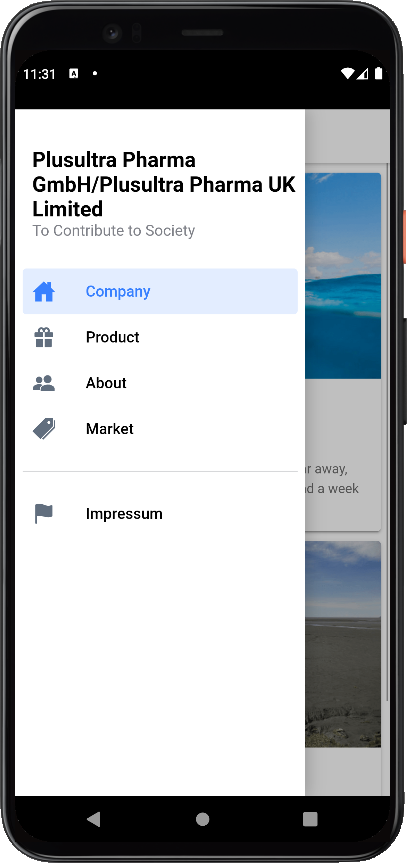 11:31
Plusultra Pharma
GmbH/Plusultra Pharma UK
Limited
To Contribute to Society
Company
Product
About
Market
Impressum
away,
a week